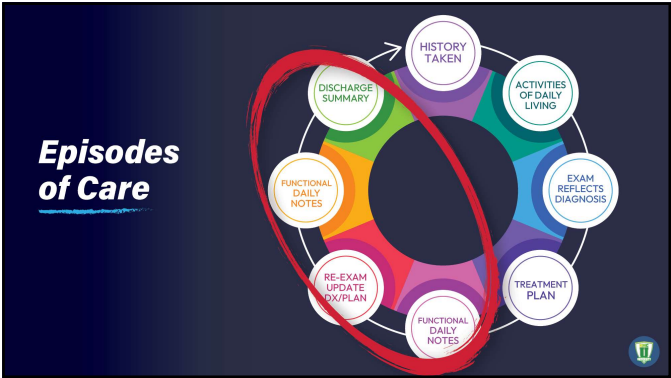 Episodes
of Care
HISTORY
TAKEN
ACTIVITIES
OF DAILY
LIVING
EXAM
REFLECTS
DIAGNOSIS
TREATMENT
PLAN
FUNCTIONAL
DAILY
NOTES
RE-EXAM
UPDATE
DX/PLAN
FUNCTIONAL
DAILY
NOTES
DISCHARGE
SUMMARY